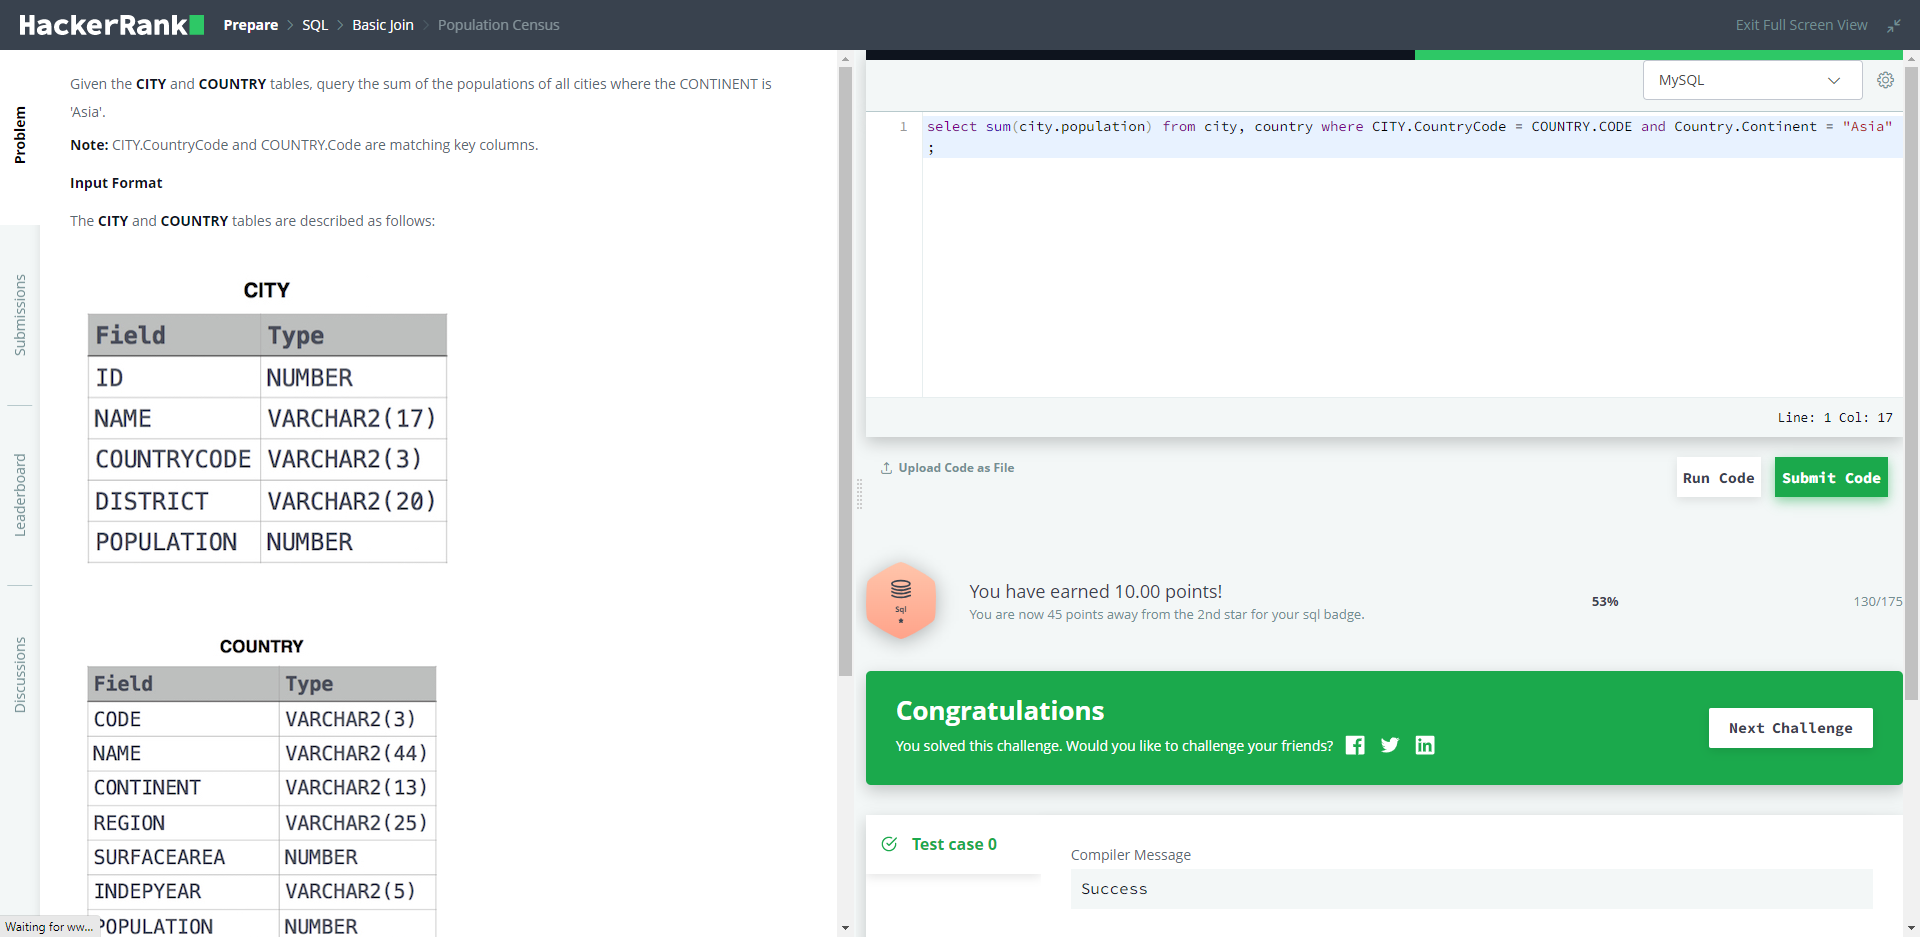 HackerRank Prepare > SQL > Basic Join > Population Census Exit Full Screen View
Problem
Submissions
Leaderboard
Discussions
Given the CITY and COUNTRY tables, query the sum of the populations of all cities where the CONTINENT is
'Asia'.
Note: CITY.CountryCode and COUNTRY.Code are matching key columns.
Input Format
The CITY and COUNTRY tables are described as follows:
CITY
Field Type
ID NUMBER
NAME VARCHAR2(17)
COUNTRYCODE VARCHAR2(3)
DISTRICT VARCHAR2(20)
POPULATION NUMBER
COUNTRY
Field Type
CODE VARCHAR2(3)
NAME VARCHAR2(44)
CONTINENT VARCHAR2(13)
REGION VARCHAR2(25)
SURFACEAREA NUMBER
INDEPYEAR VARCHAR2(5)
POPULATION NUMBER
Waiting for ww...
MySQL
1 select sum(city.population) from city, country where CITY.CountryCode = COUNTRY.CODE and Country.Continent = "Asia"
;
Line: 1 Col: 17
Upload Code as File
Run Code
Submit Code
Sql
You have earned 10.00 points!
You are now 45 points away from the 2nd star for your sql badge.
53%
130/175
Congratulations
You solved this challenge. Would you like to challenge your friends?
Next Challenge
Test case 0
Compiler Message
Success